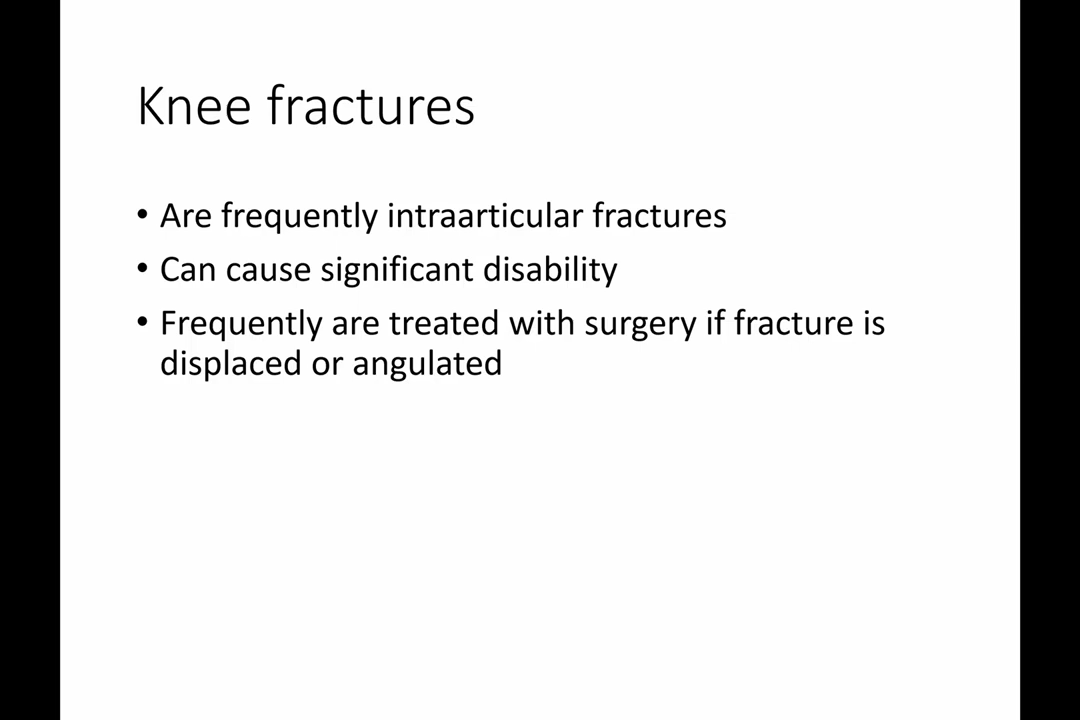 Knee fractures
• Are frequently intraarticular fractures
• Can cause significant disability
• Frequently are treated with surgery if fracture is
displaced or angulated